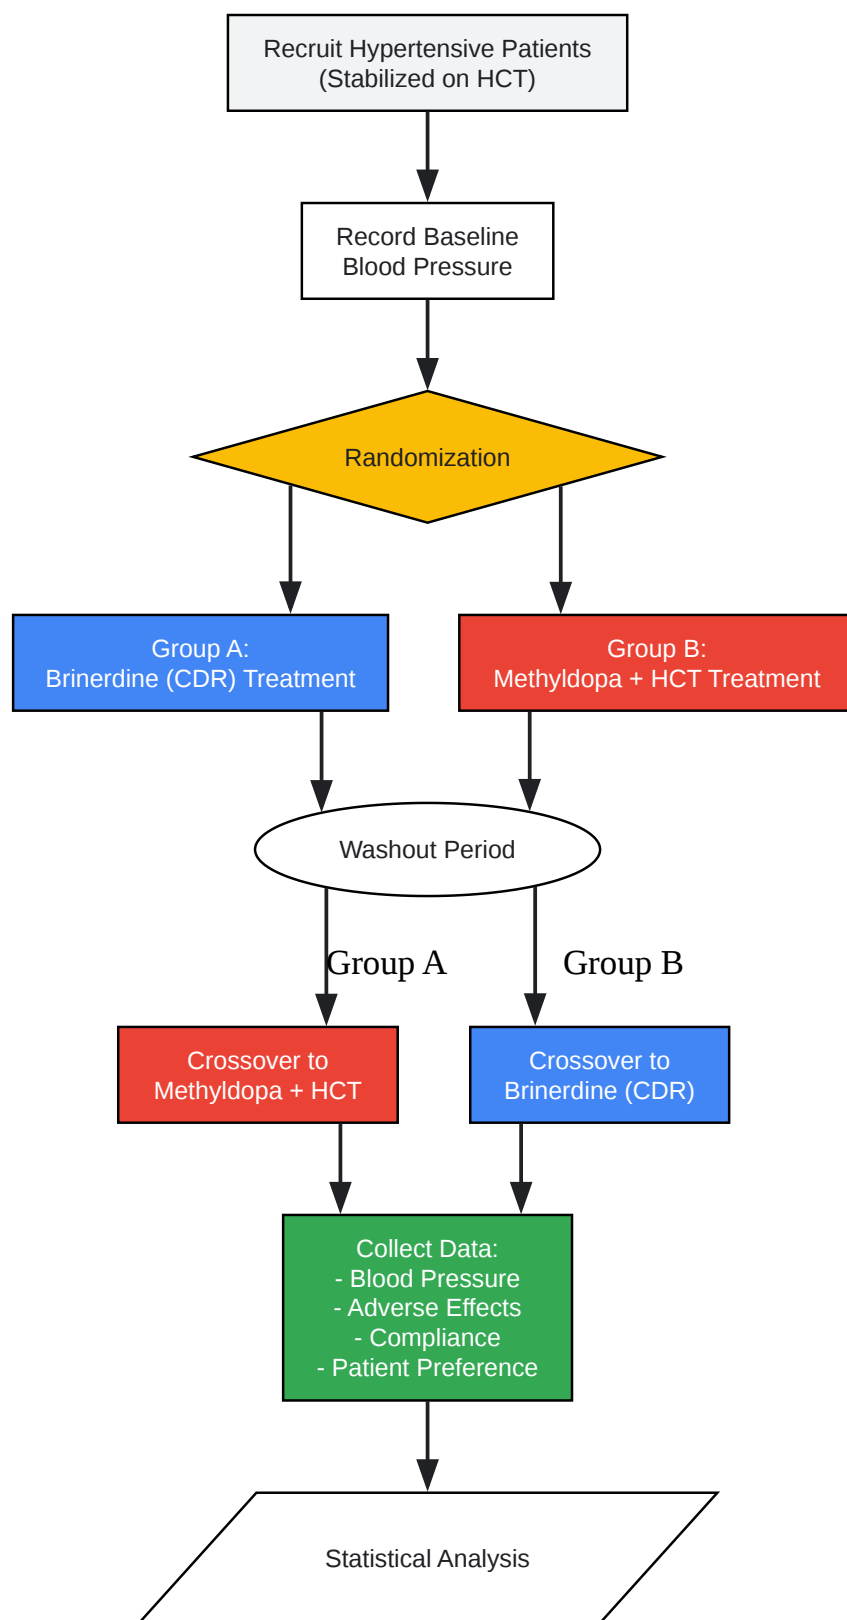 Recruit Hypertensive Patients
(Stabilized on HCT)
Record Baseline
Blood Pressure
Randomization
Group A:
Brinerdine (CDR) Treatment
Group B:
Methyldopa + HCT Treatment
Washout Period
Group A
Group B
Crossover to
Methyldopa + HCT
Crossover to
Brinerdine (CDR)
Collect Data:
- Blood Pressure
- Adverse Effects
- Compliance
- Patient Preference
Statistical Analysis